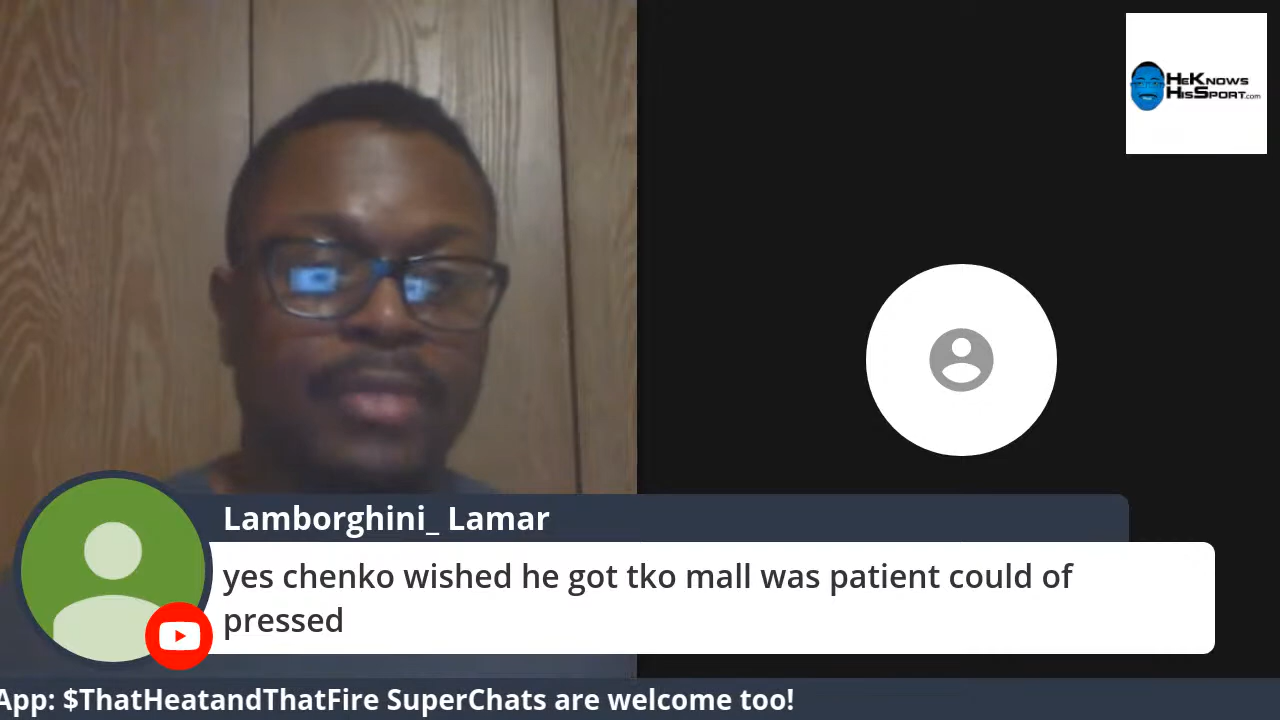 HeKnows
HisSport.com
Lamborghini_ Lamar
yes chenko wished he got tko mall was patient could of
pressed
App: $ThatHeatandThatFire SuperChats are welcome too!